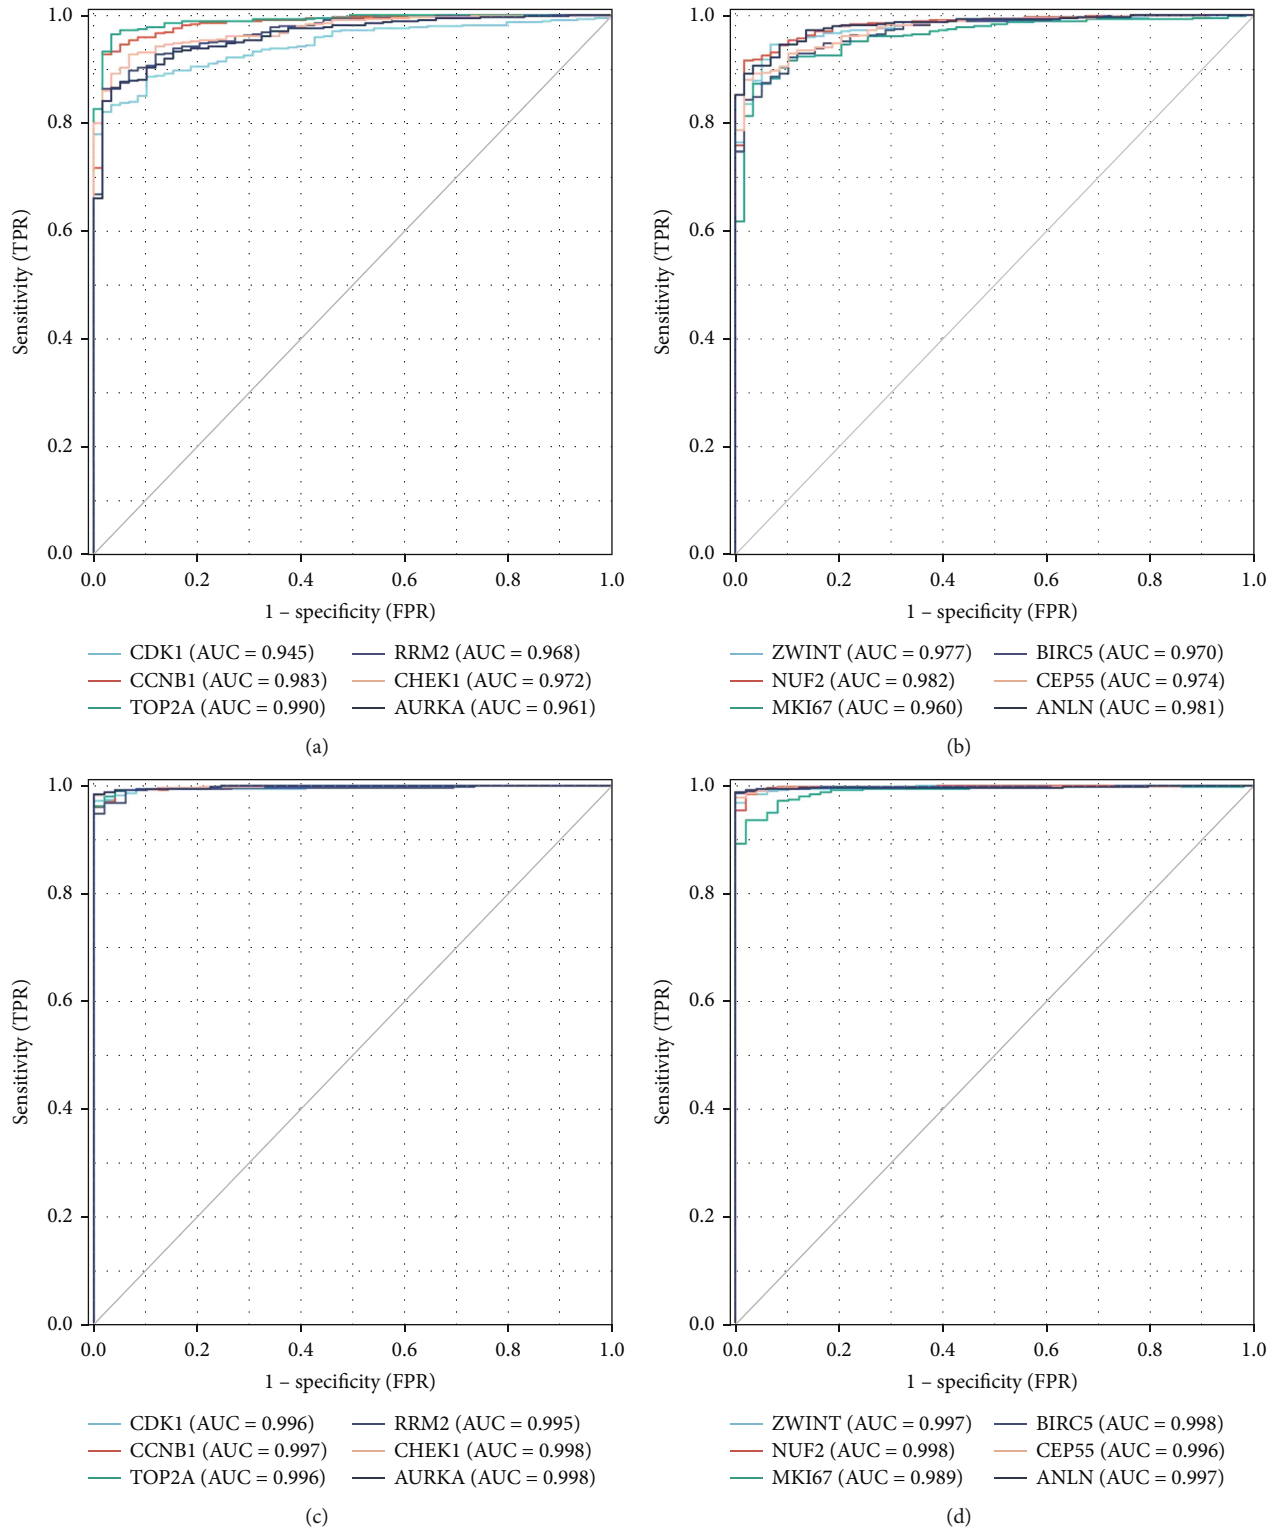 1.0
0.8
0.6
0.4
0.2
0.0
Sensitivity (TPR)
0.0 0.2 0.4 0.6 0.8 1.0
1 – specificity (FPR)
CDK1 (AUC = 0.945) RRM2 (AUC = 0.968)
CCNB1 (AUC = 0.983) CHEK1 (AUC = 0.972)
TOP2A (AUC = 0.990) AURKA (AUC = 0.961)
(a)
1.0
0.8
0.6
0.4
0.2
0.0
Sensitivity (TPR)
0.0 0.2 0.4 0.6 0.8 1.0
1 – specificity (FPR)
ZWINT (AUC = 0.977) BIRC5 (AUC = 0.970)
NUF2 (AUC = 0.982) CEP55 (AUC = 0.974)
MKI67 (AUC = 0.960) ANLN (AUC = 0.981)
(b)
1.0
0.8
0.6
0.4
0.2
0.0
Sensitivity (TPR)
0.0 0.2 0.4 0.6 0.8 1.0
1 – specificity (FPR)
CDK1 (AUC = 0.996) RRM2 (AUC = 0.995)
CCNB1 (AUC = 0.997) CHEK1 (AUC = 0.998)
TOP2A (AUC = 0.996) AURKA (AUC = 0.998)
(c)
1.0
0.8
0.6
0.4
0.2
0.0
Sensitivity (TPR)
0.0 0.2 0.4 0.6 0.8 1.0
1 – specificity (FPR)
ZWINT (AUC = 0.997) BIRC5 (AUC = 0.998)
NUF2 (AUC = 0.998) CEP55 (AUC = 0.996)
MKI67 (AUC = 0.989) ANLN (AUC = 0.997)
(d)